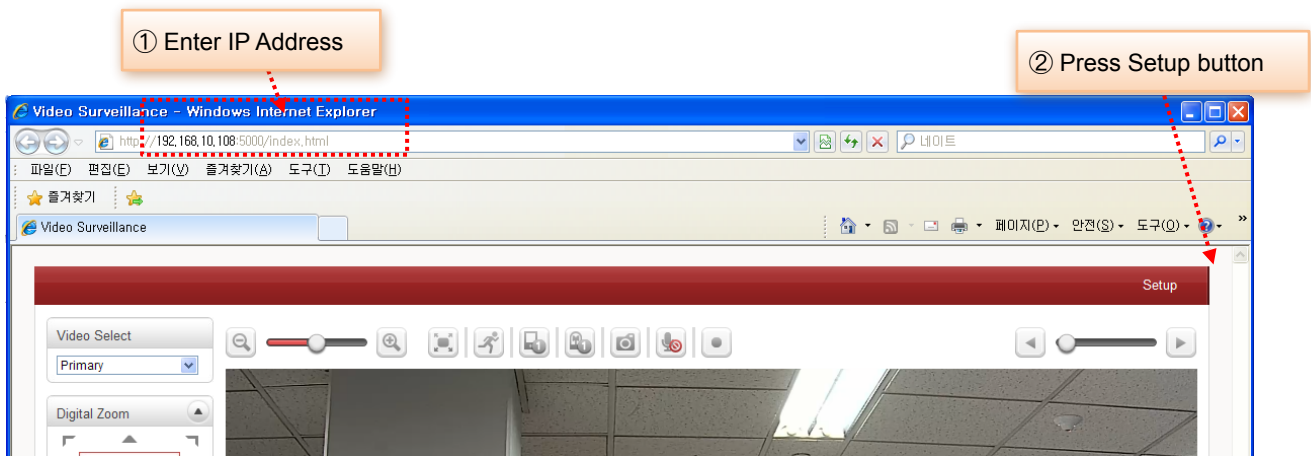 ① Enter IP Address
② Press Setup button
Video Surveillance - Windows Internet Explorer
http://192.168.10.108:5000/index.html
네이트
파일(F) 편집(E) 보기(V) 즐겨찾기(A) 도구(T) 도움말(H)
즐겨찾기
Video Surveillance
페이지(P) 안전(S) 도구(O)
Setup
Video Select
Primary
Digital Zoom